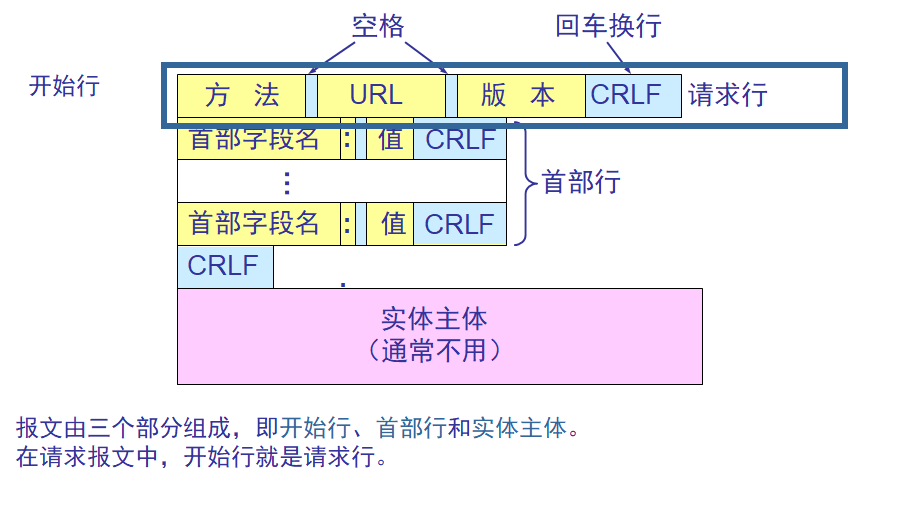 空格 回车换行
开始行 方 法 URL 版 本 CRLF 请求行
首部字段名 : 值 CRLF
⋮ 首部行
首部字段名 : 值 CRLF
CRLF
实体主体
（通常不用）
报文由三个部分组成，即开始行、首部行和实体主体。
在请求报文中，开始行就是请求行。